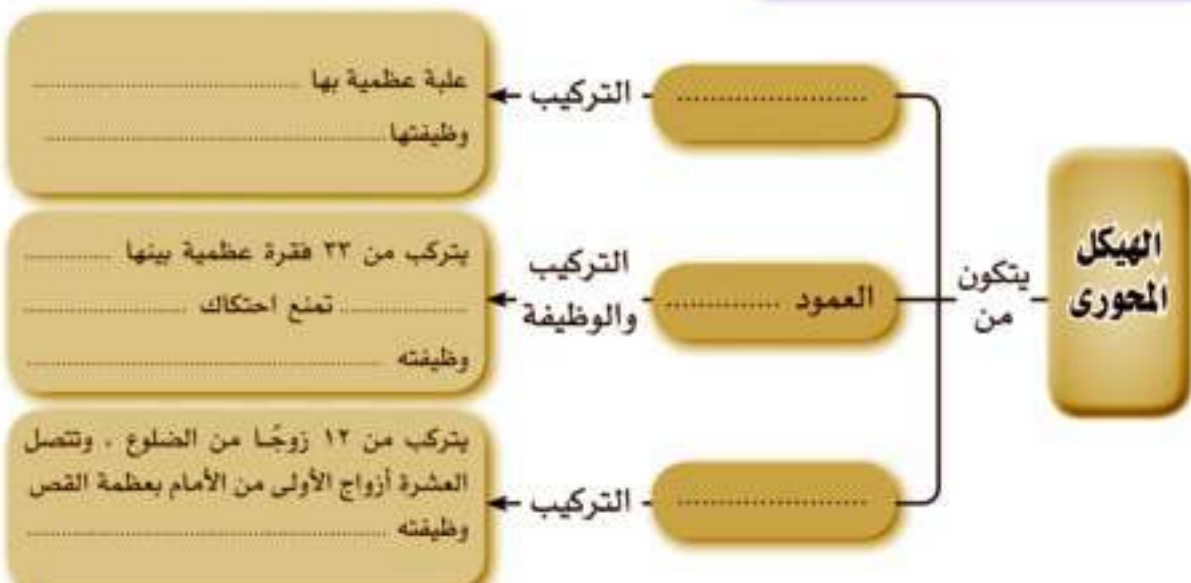 الهيكل
المحورى
يتكون
من
........................
التركيب
علبة عظمية بها ........................
وظيفتها ........................
العمود ..............
التركيب
والوظيفة
يتركب من ٣٣ فقرة عظمية بينها ............
.................. تمنع احتكاك ..................
وظيفته ........................
........................
التركيب
يتركب من ١٢ زوجًا من الضلوع ، وتتصل
العشرة أزواج الأولى من الأمام بعظمة القص
وظيفته ........................